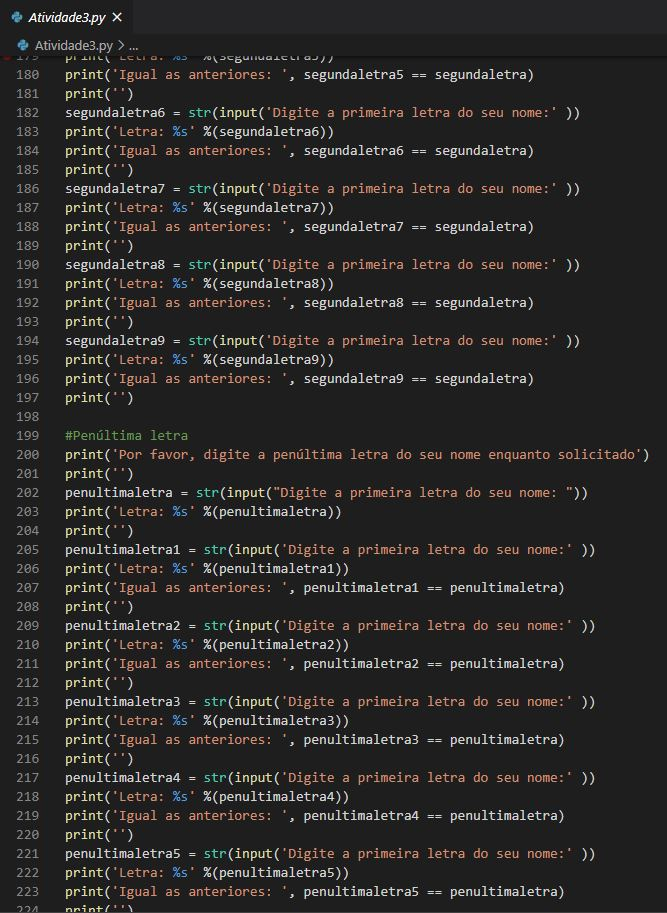 Atividade3.py
Atividade3.py > ...
179 print('Letra: %s' %(segundaletra5))
180 print('Igual as anteriores: ', segundaletra5 == segundaletra)
181 print('')
182 segundaletra6 = str(input('Digite a primeira letra do seu nome:' ))
183 print('Letra: %s' %(segundaletra6))
184 print('Igual as anteriores: ', segundaletra6 == segundaletra)
185 print('')
186 segundaletra7 = str(input('Digite a primeira letra do seu nome:' ))
187 print('Letra: %s' %(segundaletra7))
188 print('Igual as anteriores: ', segundaletra7 == segundaletra)
189 print('')
190 segundaletra8 = str(input('Digite a primeira letra do seu nome:' ))
191 print('Letra: %s' %(segundaletra8))
192 print('Igual as anteriores: ', segundaletra8 == segundaletra)
193 print('')
194 segundaletra9 = str(input('Digite a primeira letra do seu nome:' ))
195 print('Letra: %s' %(segundaletra9))
196 print('Igual as anteriores: ', segundaletra9 == segundaletra)
197 print('')
198
199 #Penúltima letra
200 print('Por favor, digite a penúltima letra do seu nome enquanto solicitado')
201 print('')
202 penultimaletra = str(input("Digite a primeira letra do seu nome: "))
203 print('Letra: %s' %(penultimaletra))
204 print('')
205 penultimaletra1 = str(input('Digite a primeira letra do seu nome:' ))
206 print('Letra: %s' %(penultimaletra1))
207 print('Igual as anteriores: ', penultimaletra1 == penultimaletra)
208 print('')
209 penultimaletra2 = str(input('Digite a primeira letra do seu nome:' ))
210 print('Letra: %s' %(penultimaletra2))
211 print('Igual as anteriores: ', penultimaletra2 == penultimaletra)
212 print('')
213 penultimaletra3 = str(input('Digite a primeira letra do seu nome:' ))
214 print('Letra: %s' %(penultimaletra3))
215 print('Igual as anteriores: ', penultimaletra3 == penultimaletra)
216 print('')
217 penultimaletra4 = str(input('Digite a primeira letra do seu nome:' ))
218 print('Letra: %s' %(penultimaletra4))
219 print('Igual as anteriores: ', penultimaletra4 == penultimaletra)
220 print('')
221 penultimaletra5 = str(input('Digite a primeira letra do seu nome:' ))
222 print('Letra: %s' %(penultimaletra5))
223 print('Igual as anteriores: ', penultimaletra5 == penultimaletra)
224 print('')